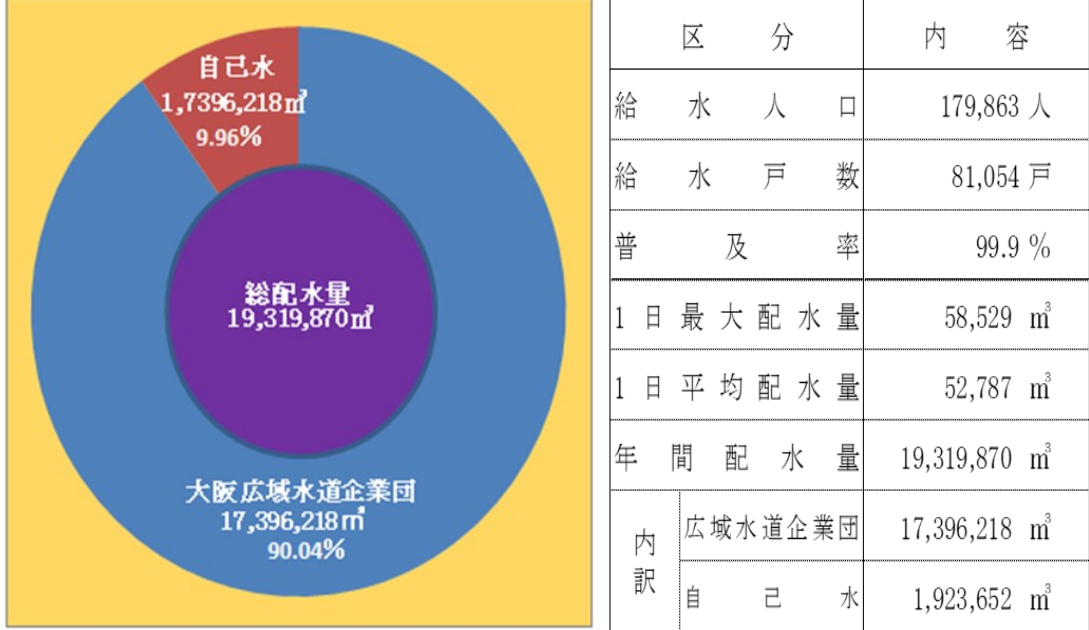 自己水
1,7396,218㎥
9.96%
総配水量
19,319,870㎥
大阪広域水道企業団
17,396,218㎥
90.04%
区分 内容
給水人口 179,863 人
給水戸数 81,054 戸
普及率 99.9 %
1日最大配水量 58,529 ㎥
1日平均配水量 52,787 ㎥
年間配水量 19,319,870 ㎥
内訳
広域水道企業団 17,396,218 ㎥
自己水 1,923,652 ㎥